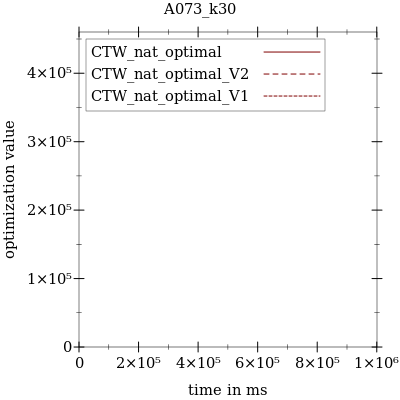 A073_k30
CTW_nat_optimal
CTW_nat_optimal_V2
CTW_nat_optimal_V1
optimization value
4×10⁵
3×10⁵
2×10⁵
1×10⁵
0
0 2×10⁵ 4×10⁵ 6×10⁵ 8×10⁵ 1×10⁶
time in ms